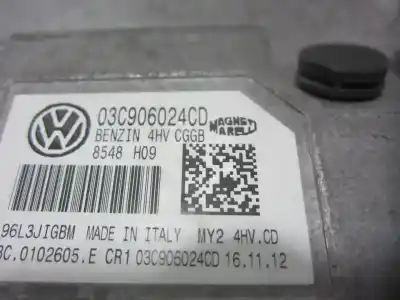 03C906024CD
BENZIN 4HV CGGB
8548 H09
MAGNETI
MARELLI
96L3JIGBM MADE IN ITALY MY2 4HV.CD
3C.0102605.E CR1 03C906024CD 16.11.12